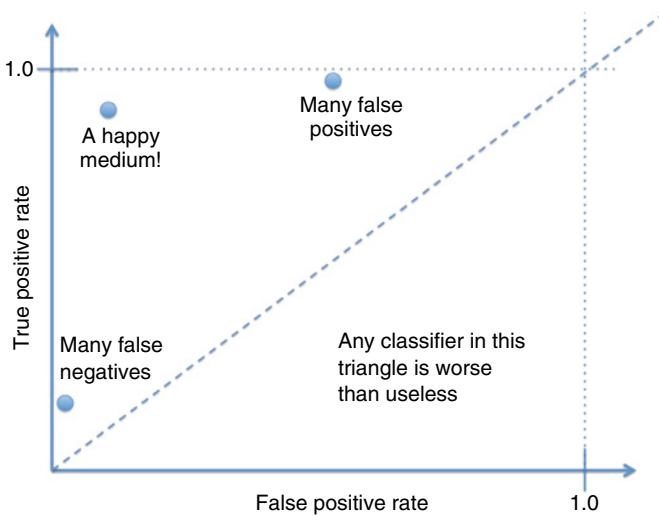 1.0
A happy
medium!
Many false
positives
True positive rate
Many false
negatives
Any classifier in this
triangle is worse
than useless
False positive rate
1.0